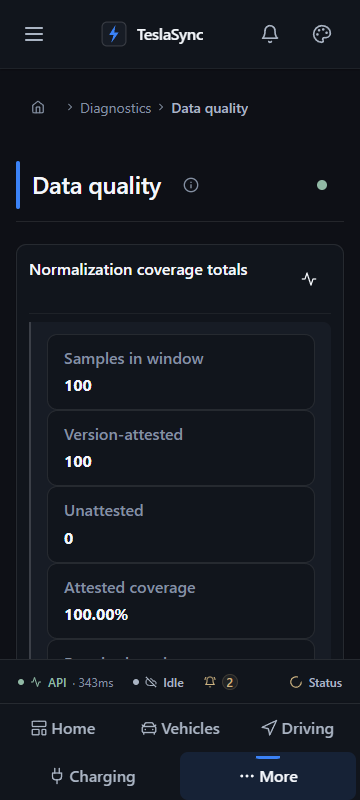 TeslaSync
Diagnostics > Data quality
Data quality
Normalization coverage totals
Samples in window
100
Version-attested
100
Unattested
0
Attested coverage
100.00%
API · 343ms Idle 2 Status
Home Vehicles Driving
Charging More